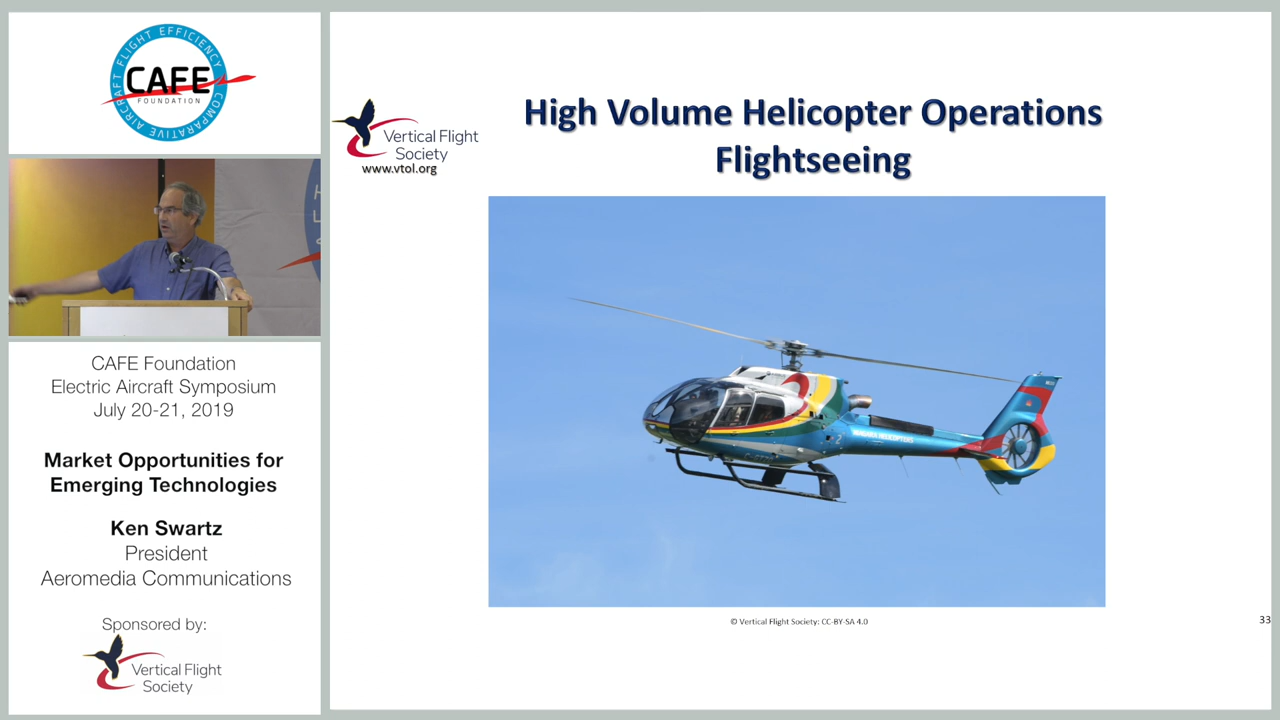 AIRCRAFT FLIGHT EFFICIENCY
COMPARATIVE
CAFE
FOUNDATION
CAFE Foundation
Electric Aircraft Symposium
July 20-21, 2019
Market Opportunities for
Emerging Technologies
Ken Swartz
President
Aeromedia Communications
Sponsored by:
Vertical Flight
Society
Vertical Flight
Society
www.vtol.org
High Volume Helicopter Operations
Flightseeing
NIAGARA HELICOPTERS
© Vertical Flight Society: CC-BY-SA 4.0
33